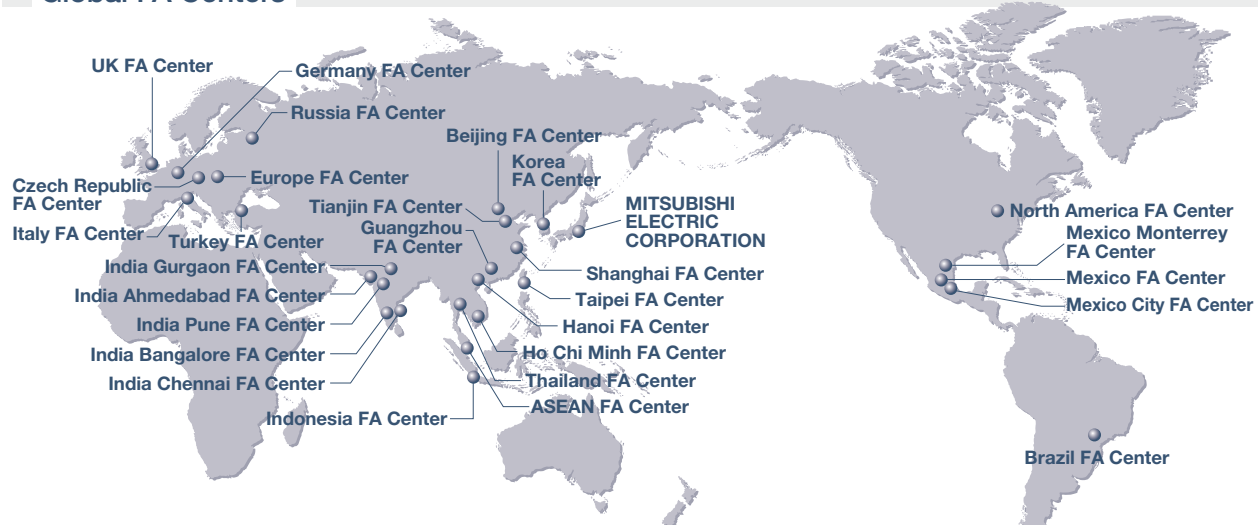 Global FA Centers
UK FA Center
Germany FA Center
Russia FA Center
Beijing FA Center
Korea
FA Center
Czech Republic
FA Center
Europe FA Center
Tianjin FA Center
MITSUBISHI
ELECTRIC
CORPORATION
North America FA Center
Italy FA Center
Turkey FA Center
Guangzhou
FA Center
Mexico Monterrey
FA Center
India Gurgaon FA Center
Shanghai FA Center
Mexico FA Center
India Ahmedabad FA Center
Taipei FA Center
Mexico City FA Center
India Pune FA Center
Hanoi FA Center
India Bangalore FA Center
Ho Chi Minh FA Center
India Chennai FA Center
Thailand FA Center
ASEAN FA Center
Indonesia FA Center
Brazil FA Center